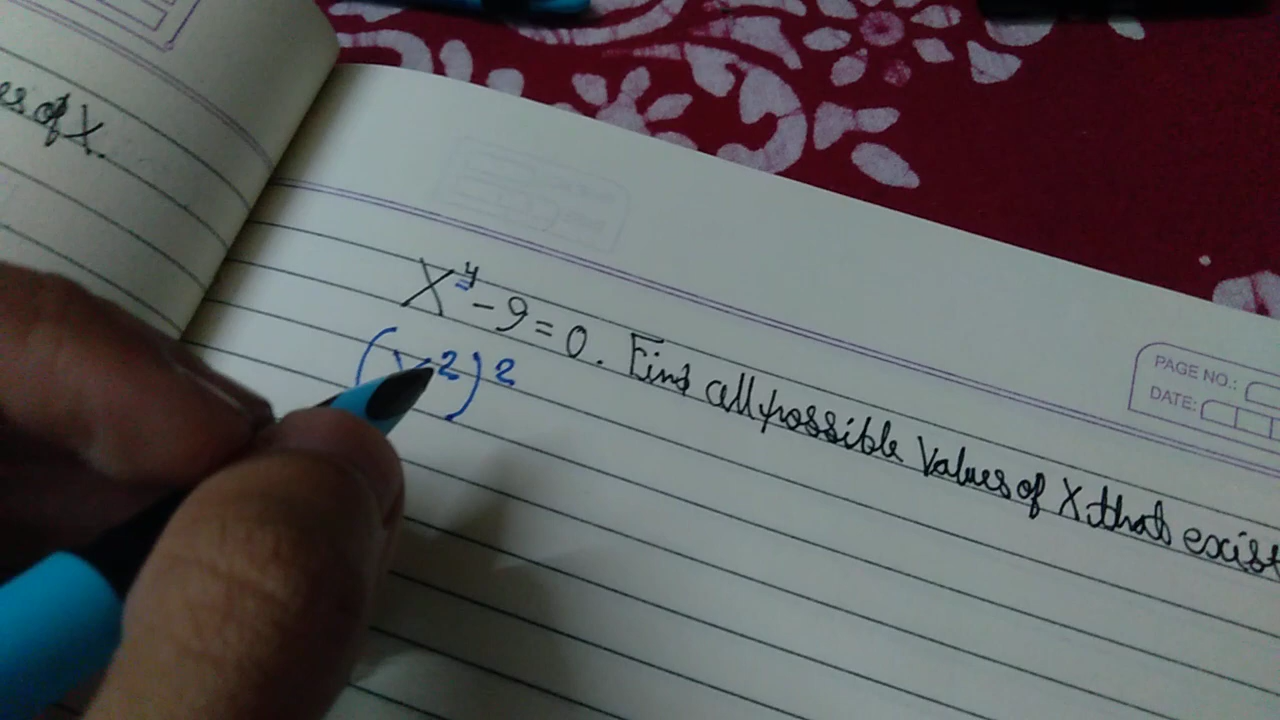 es of X.
X⁴ - 9 = 0. Find all possible Values of X that exist
(x²)²
PAGE NO.:
DATE: